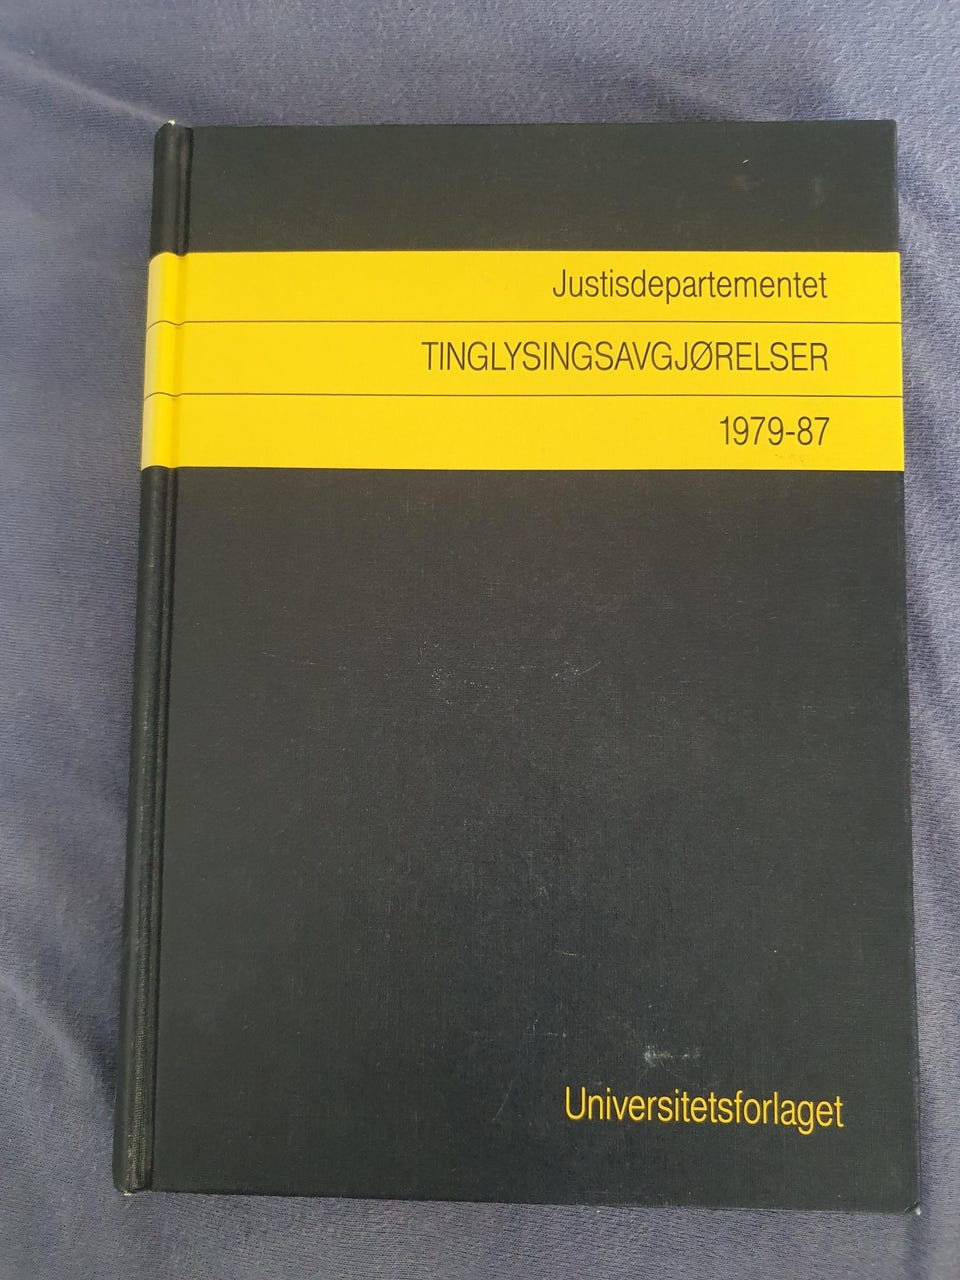 Justisdepartementet
TINGLYSINGSAVGJØRELSER
1979-87
Universitetsforlaget